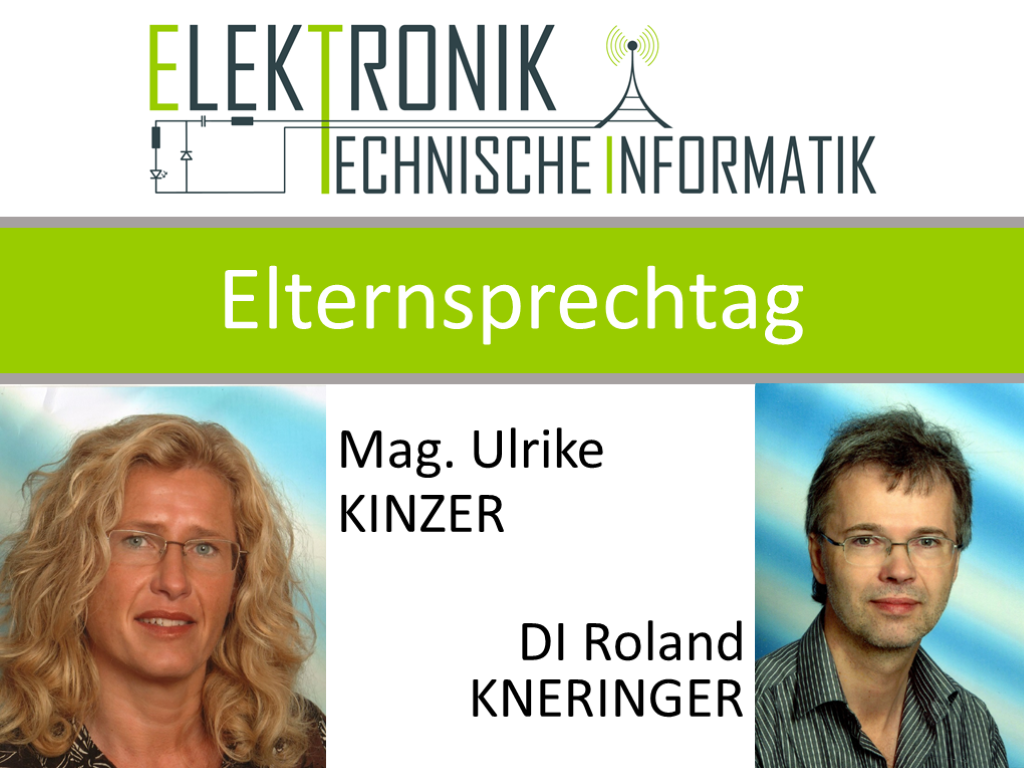 ELEKTRONIK
TECHNISCHE INFORMATIK
Elternsprechtag
Mag. Ulrike
KINZER
DI Roland
KNERINGER